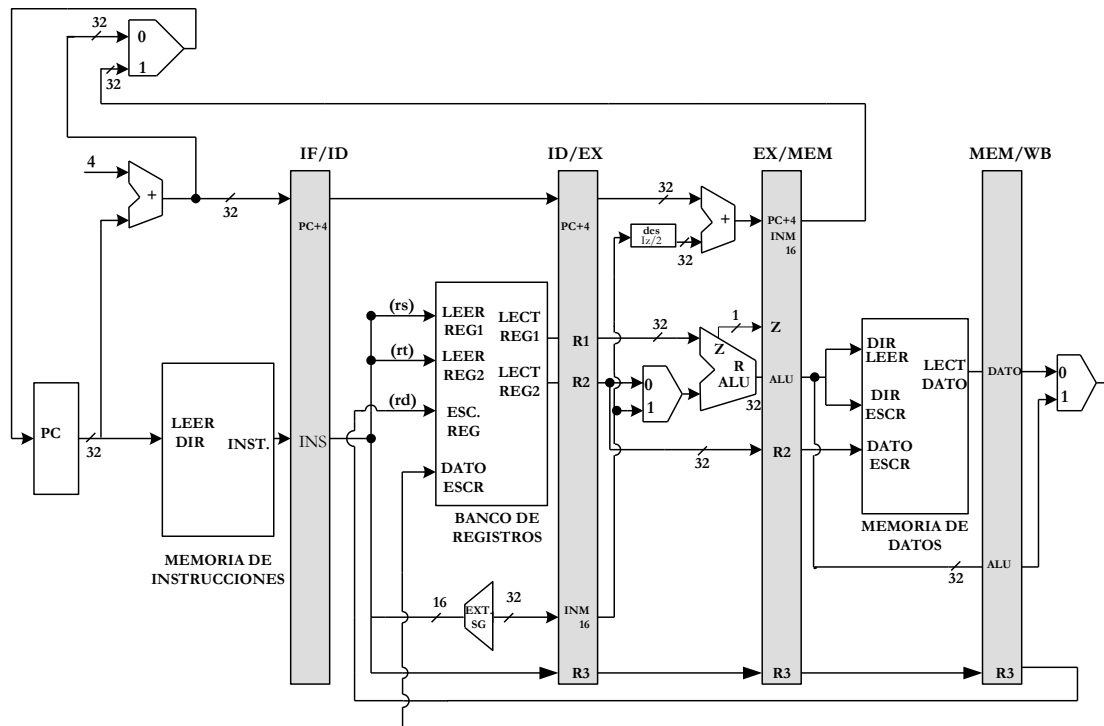 32
0
1
32
IF/ID
ID/EX
EX/MEM
MEM/WB
4
+
32
PC+4
PC+4
32
des
Iz/2
32
+
PC+4
INM
16
(rs)
(rt)
(rd)
LEER
REG1
LEER
REG2
ESC.
REG
DATO
ESCR
LECT
REG1
LECT
REG2
BANCO DE
REGISTROS
R1
R2
32
0
1
Z
R
ALU
32
1
Z
ALU
R2
32
DIR
LEER
DIR
ESCR
DATO
ESCR
LECT
DATO
MEMORIA DE
DATOS
DATO
0
1
PC
32
LEER
DIR
INST.
MEMORIA DE
INSTRUCCIONES
INS
16
EXT.
SG
32
INM
16
32
ALU
R3
R3
R3